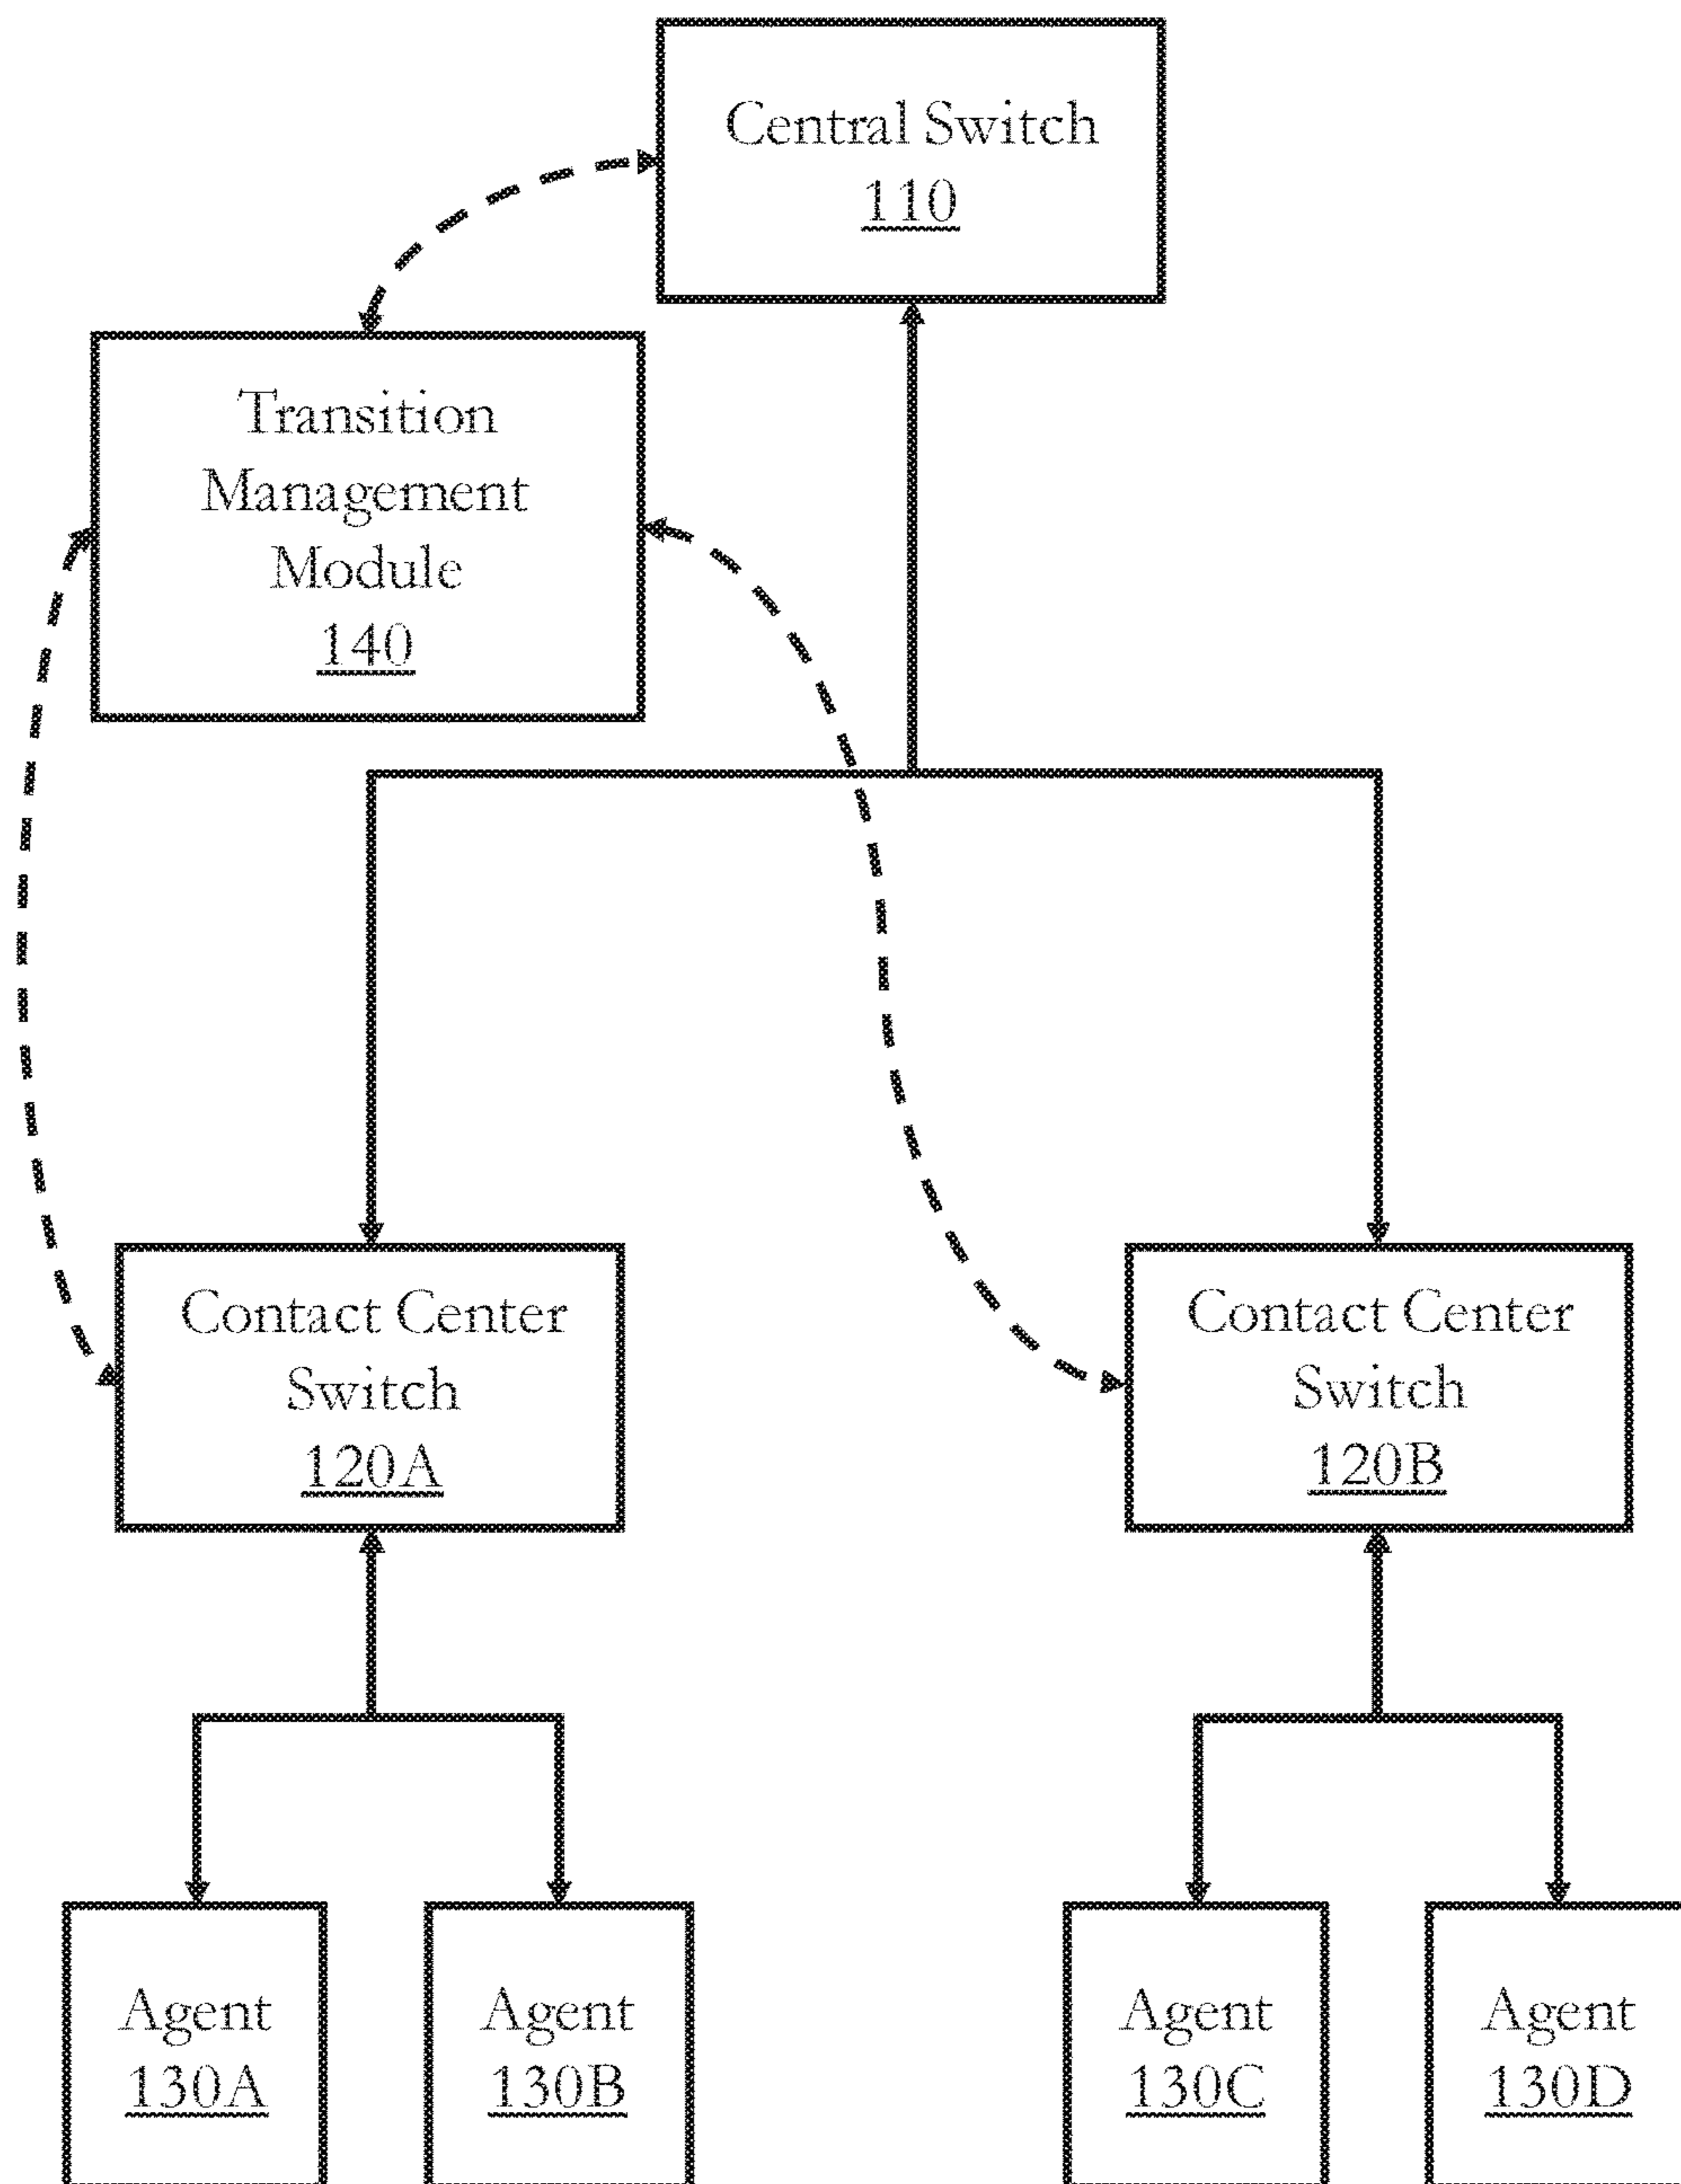 Central Switch
110
Transition
Management
Module
140
Contact Center
Switch
120A
Contact Center
Switch
120B
Agent
130A
Agent
130B
Agent
130C
Agent
130D